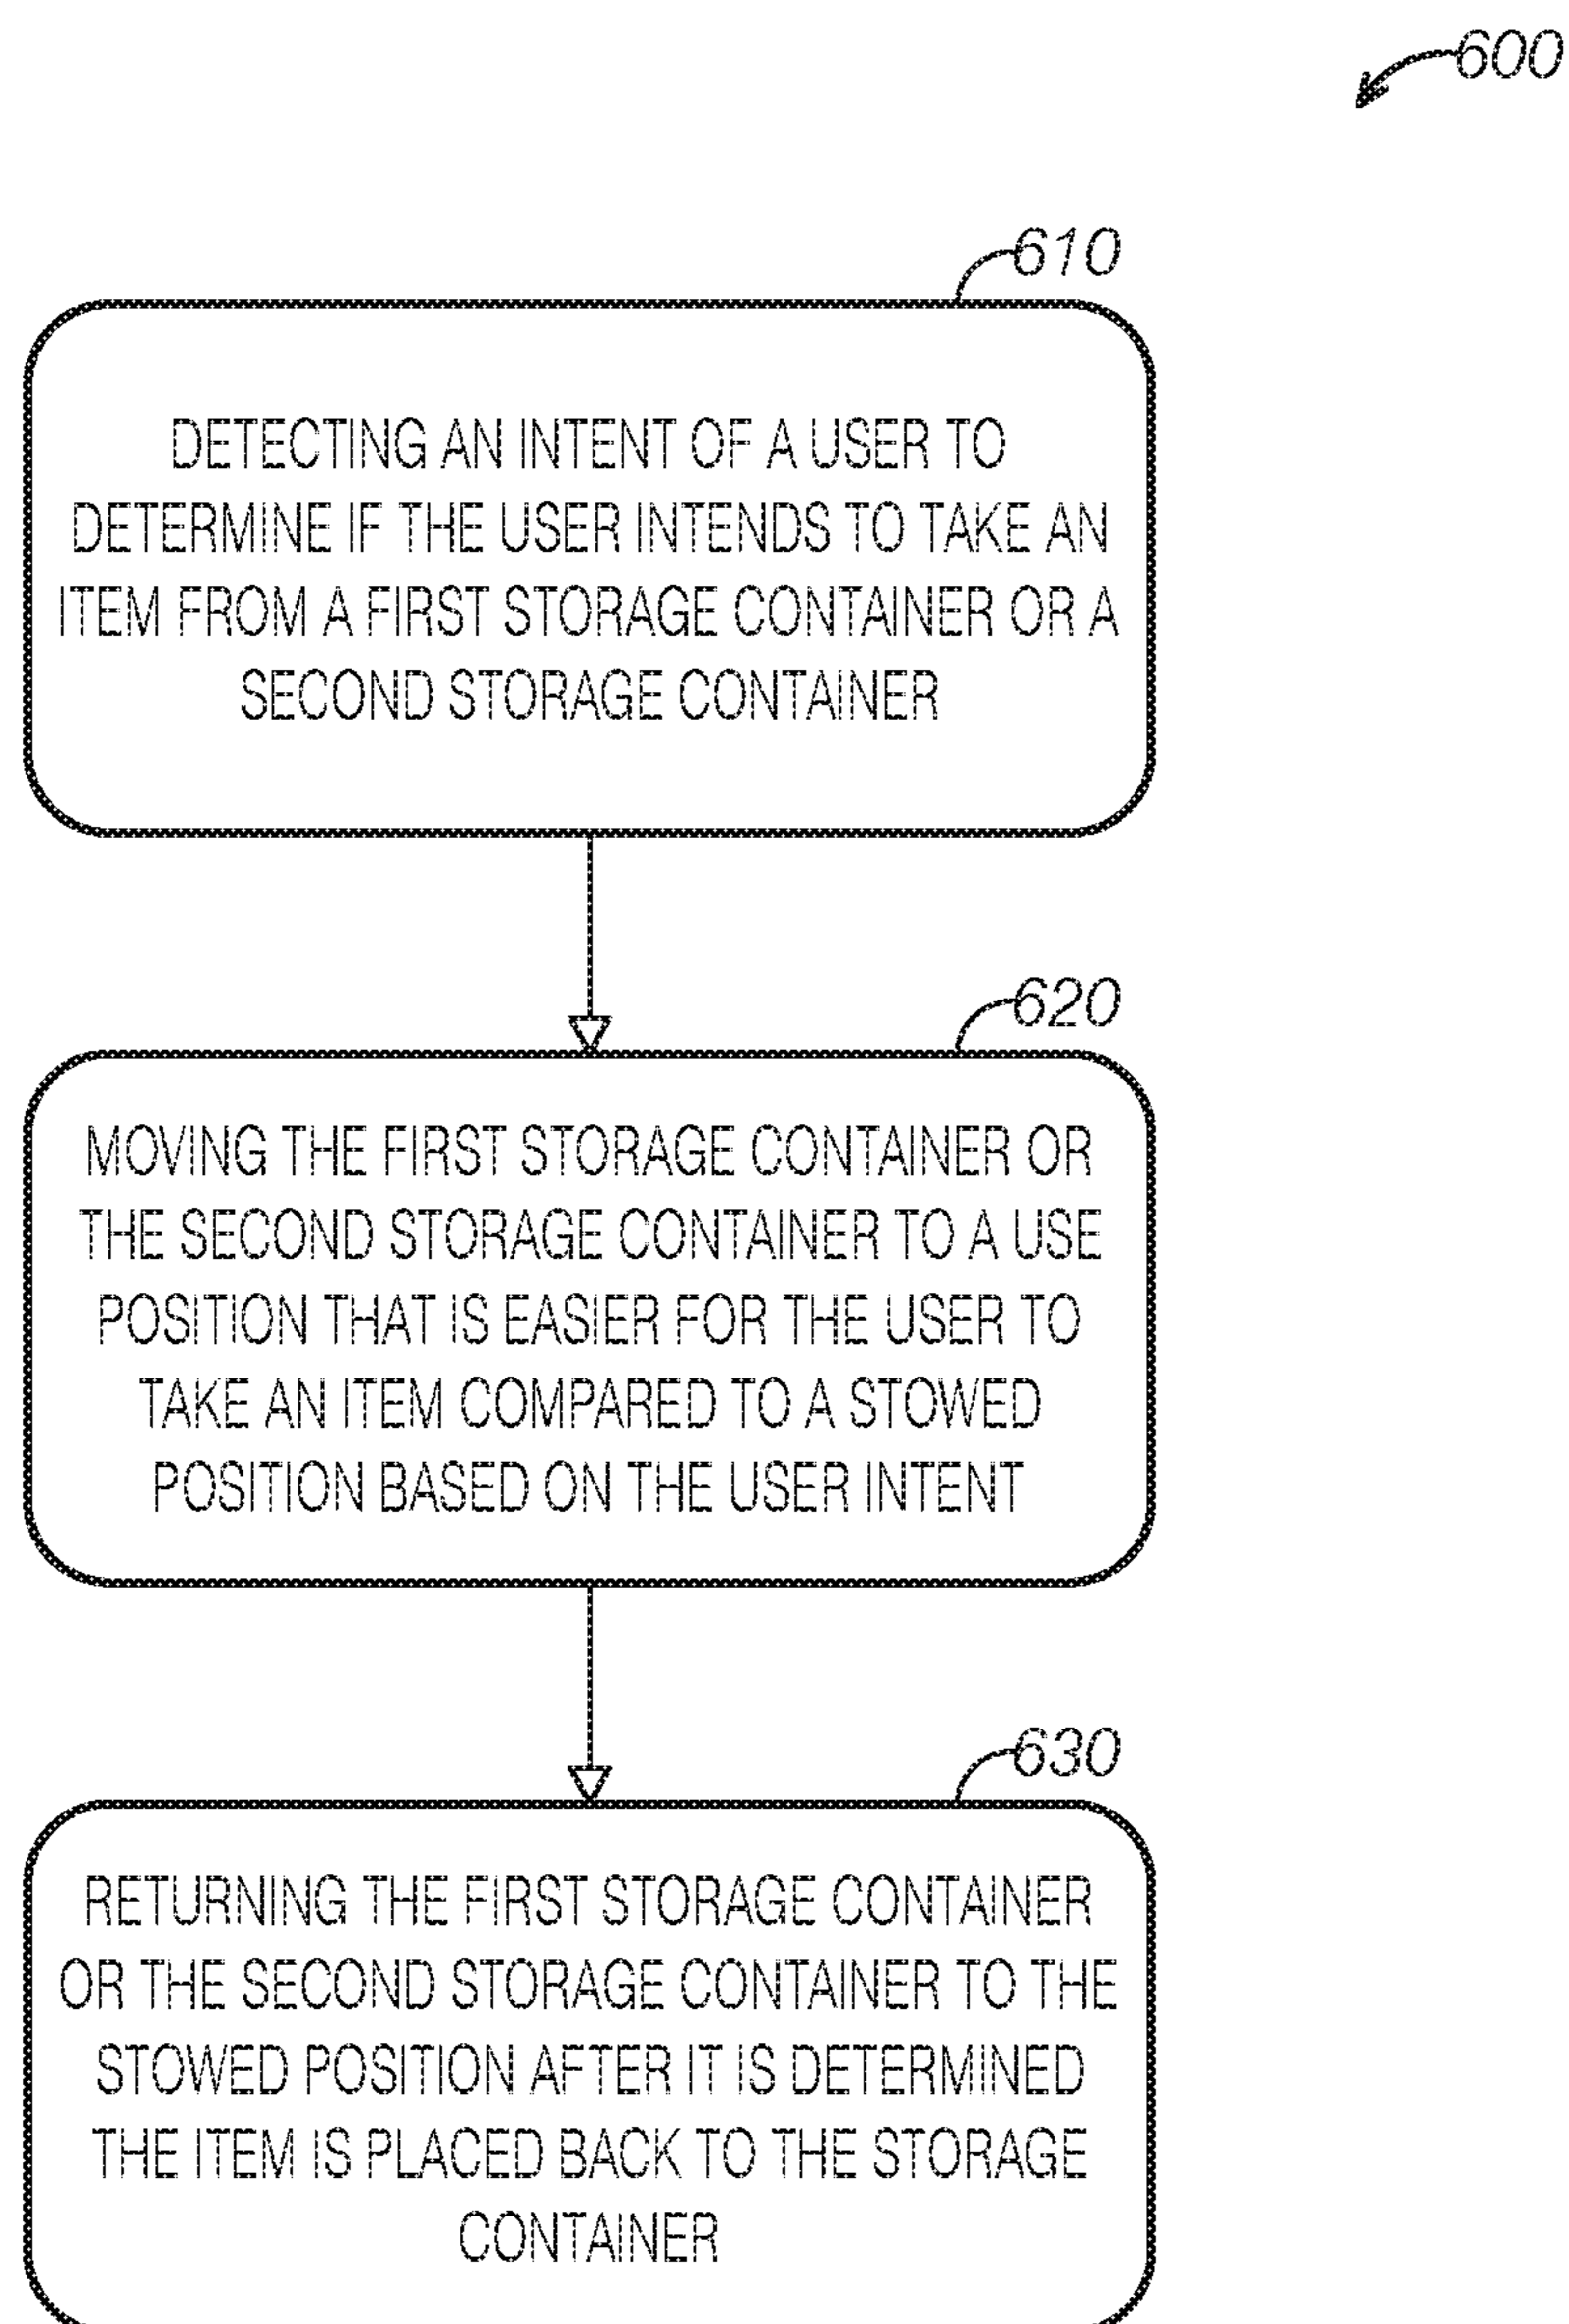 600
610
DETECTING AN INTENT OF A USER TO
DETERMINE IF THE USER INTENDS TO TAKE AN
ITEM FROM A FIRST STORAGE CONTAINER OR A
SECOND STORAGE CONTAINER
620
MOVING THE FIRST STORAGE CONTAINER OR
THE SECOND STORAGE CONTAINER TO A USE
POSITION THAT IS EASIER FOR THE USER TO
TAKE AN ITEM COMPARED TO A STOWED
POSITION BASED ON THE USER INTENT
630
RETURNING THE FIRST STORAGE CONTAINER
OR THE SECOND STORAGE CONTAINER TO THE
STOWED POSITION AFTER IT IS DETERMINED
THE ITEM IS PLACED BACK TO THE STORAGE
CONTAINER